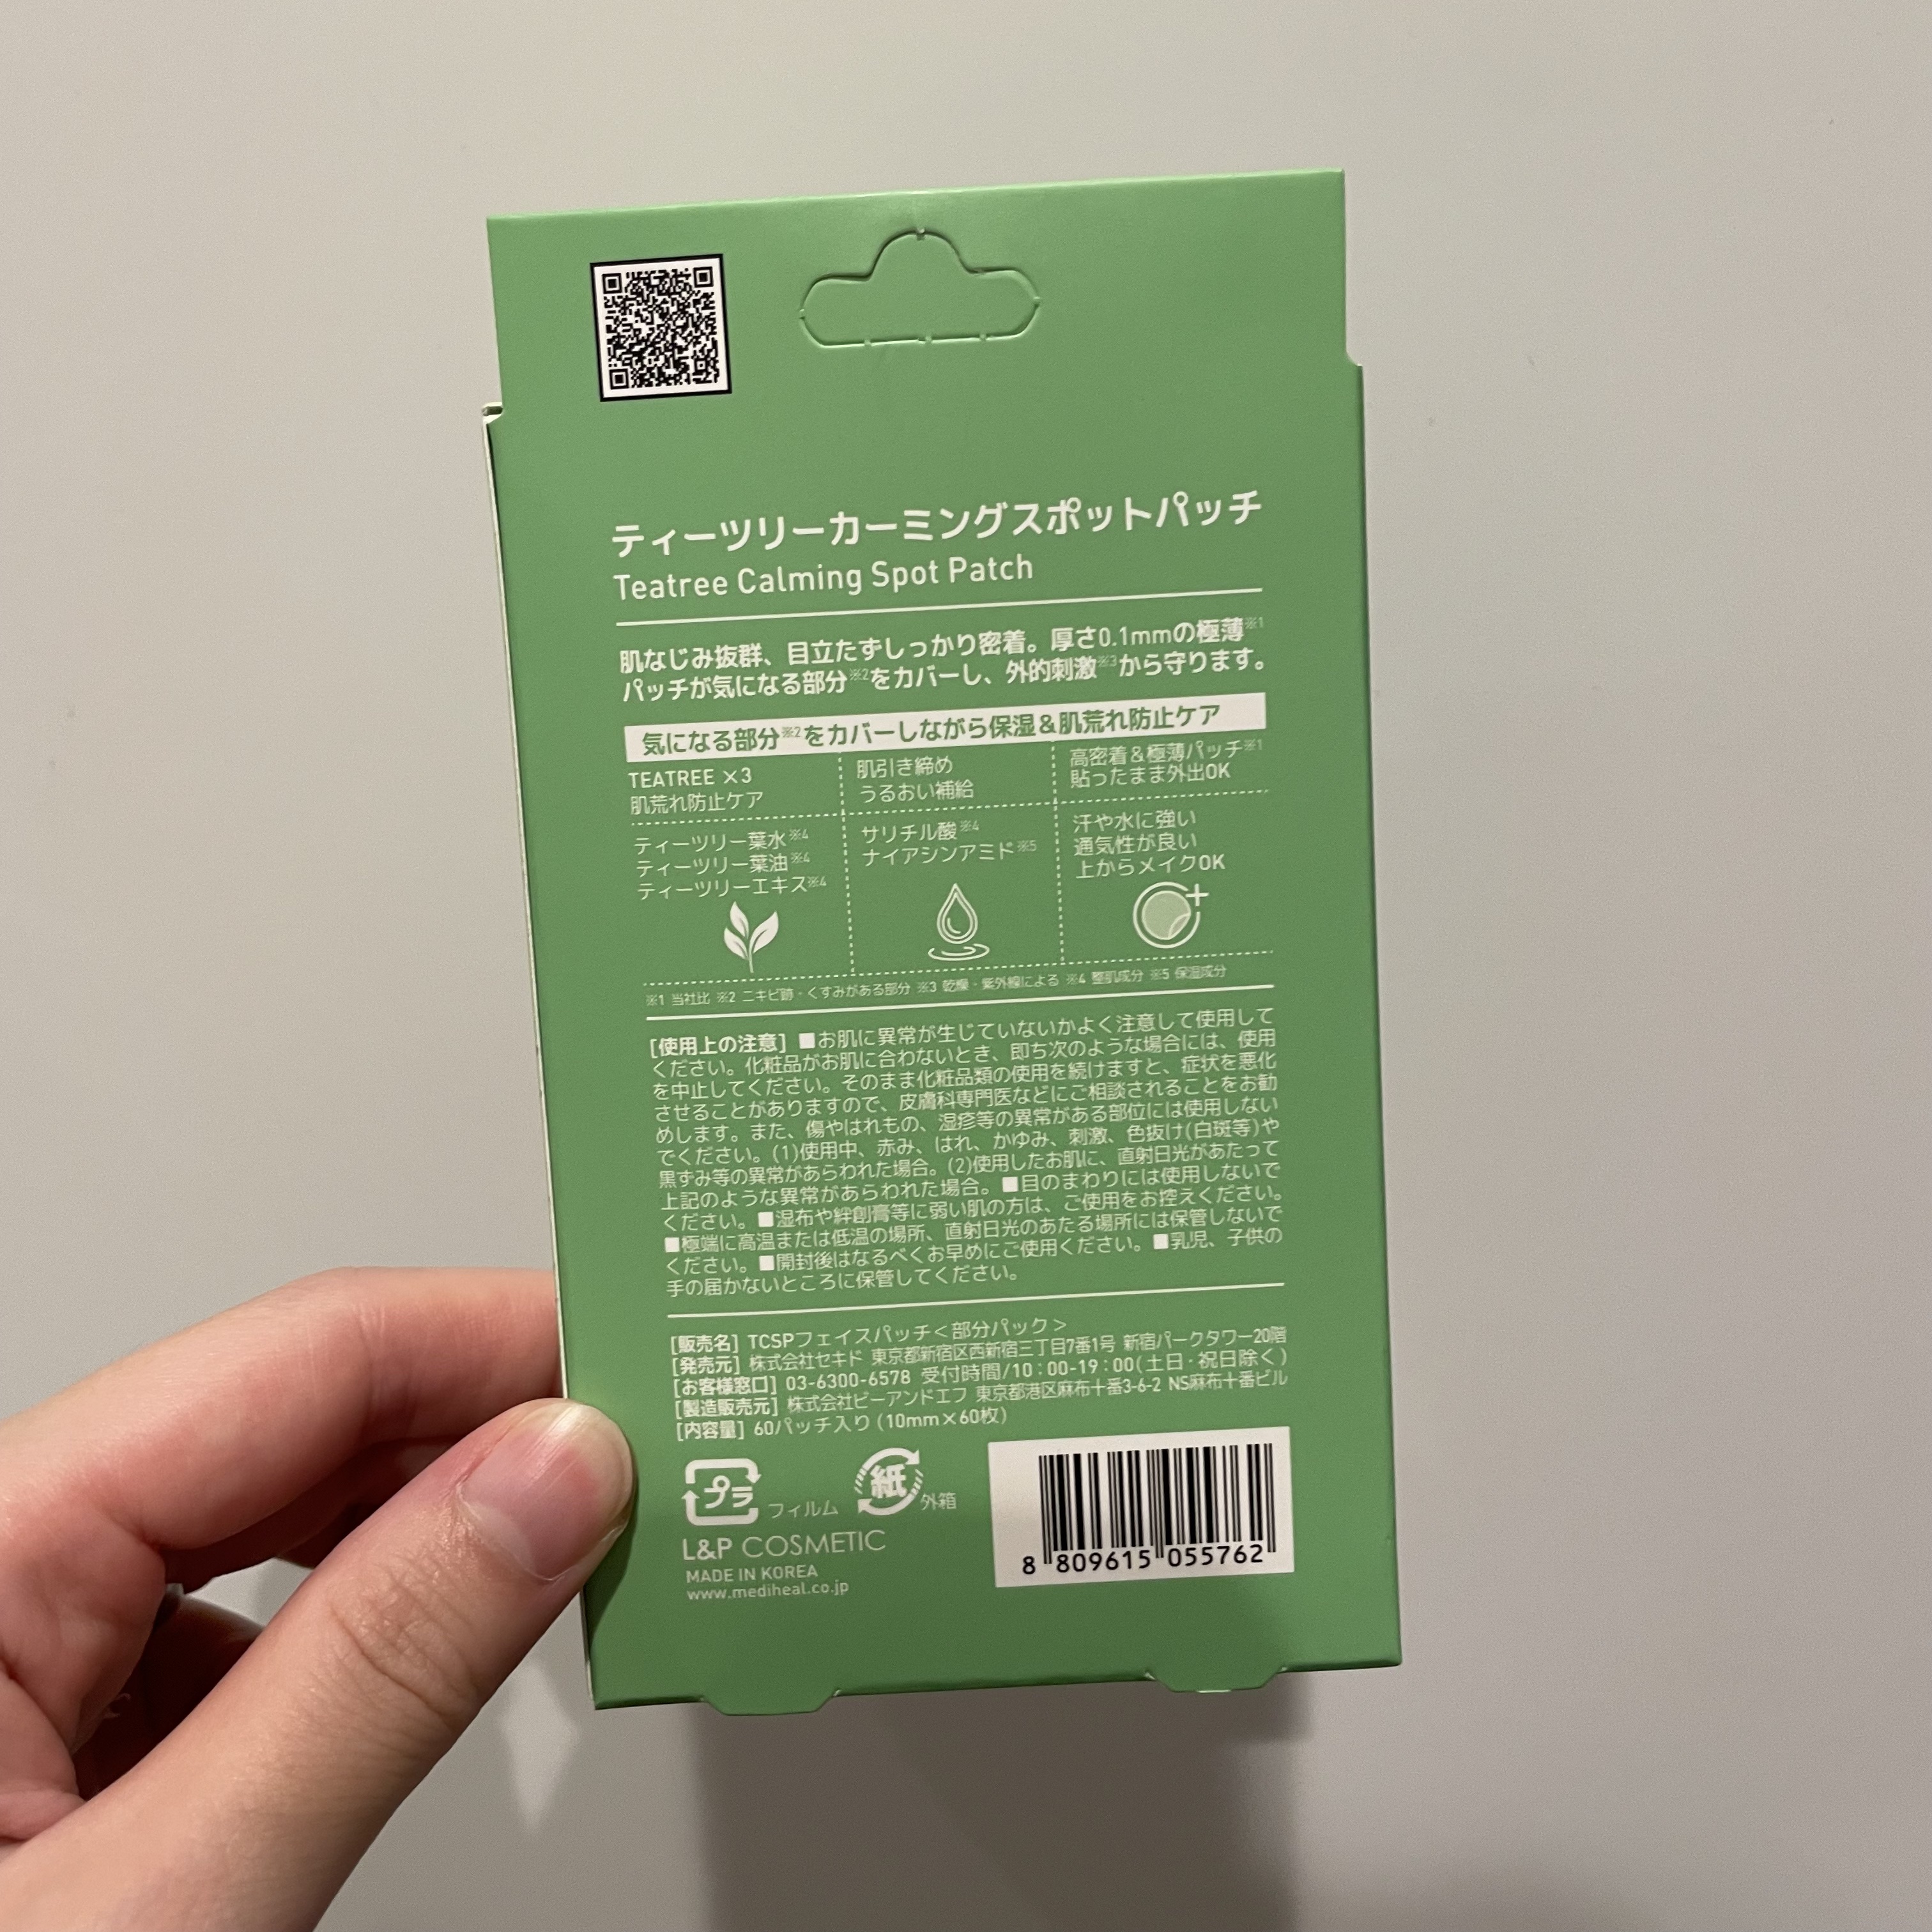 ティーツリーカーミングスポットパッチ
Teatree Calming Spot Patch
肌なじみ抜群、目立たずしっかり密着。厚さ0.1mmの極薄※1
パッチが気になる部分※2をカバーし、外的刺激※3から守ります。
気になる部分※2をカバーしながら保湿&肌荒れ防止ケア
TEATREE ×3
肌荒れ防止ケア
ティーツリー葉水※4
ティーツリー葉油※4
ティーツリーエキス※4
肌引き締め
うるおい補給
サリチル酸※4
ナイアシンアミド※5
高密着&極薄パッチ※1
貼ったまま外出OK
汗や水に強い
通気性が良い
上からメイクOK
※1 当社比 ※2 ニキビ跡・くすみがある部分 ※3 乾燥・紫外線による ※4 整肌成分 ※5 保湿成分
[使用上の注意] ■お肌に異常が生じていないかよく注意して使用して
ください。化粧品がお肌に合わないとき、即ち次のような場合には、使用
を中止してください。そのまま化粧品類の使用を続けますと、症状を悪化
させることがありますので、皮膚科専門医などにご相談されることをお勧
めします。また、傷やはれもの、湿疹等の異常がある部位には使用しない
でください。(1)使用中、赤み、はれ、かゆみ、刺激、色抜け(白斑等)や
黒ずみ等の異常があらわれた場合。(2)使用したお肌に、直射日光があたって
上記のような異常があらわれた場合。■目のまわりには使用しないで
ください。■湿布や絆創膏等に弱い肌の方は、ご使用をお控えください。
■極端に高温または低温の場所、直射日光のあたる場所には保管しないで
ください。■開封後はなるべくお早めにご使用ください。■乳児、子供の
手の届かないところに保管してください。
[販売名] TCSPフェイスパッチ<部分パック>
[発売元] 株式会社セキド 東京都新宿区西新宿三丁目7番1号 新宿パークタワー20階
[お客様窓口] 03-6300-6578 受付時間/10:00-19:00(土日・祝日除く)
[製造販売元] 株式会社ピーアンドエフ 東京都港区麻布十番3-6-2 NS麻布十番ビル
[内容量] 60パッチ入り (10mm×60枚)
プラ フィルム 紙 外箱
L&P COSMETIC
MADE IN KOREA
www.mediheal.co.jp
8 809615 055762